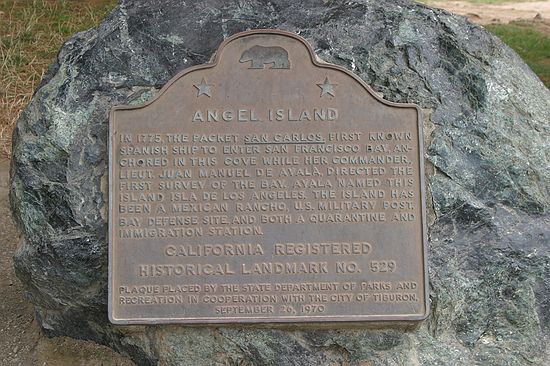 ANGEL ISLAND
IN 1775, THE PACKET SAN CARLOS, FIRST KNOWN
SPANISH SHIP TO ENTER SAN FRANCISCO BAY, AN-
CHORED IN THIS COVE WHILE HER COMMANDER,
LIEUT. JUAN MANUEL DE AYALA, DIRECTED THE
FIRST SURVEY OF THE BAY. AYALA NAMED THIS
ISLAND ISLA DE LOS ANGELES. THE ISLAND HAS
BEEN A MEXICAN RANCHO, U.S. MILITARY POST,
BAY DEFENSE SITE, AND BOTH A QUARANTINE AND
IMMIGRATION STATION.
CALIFORNIA REGISTERED
HISTORICAL LANDMARK NO. 529
PLAQUE PLACED BY THE STATE DEPARTMENT OF PARKS AND
RECREATION IN COOPERATION WITH THE CITY OF TIBURON,
SEPTEMBER 26, 1970